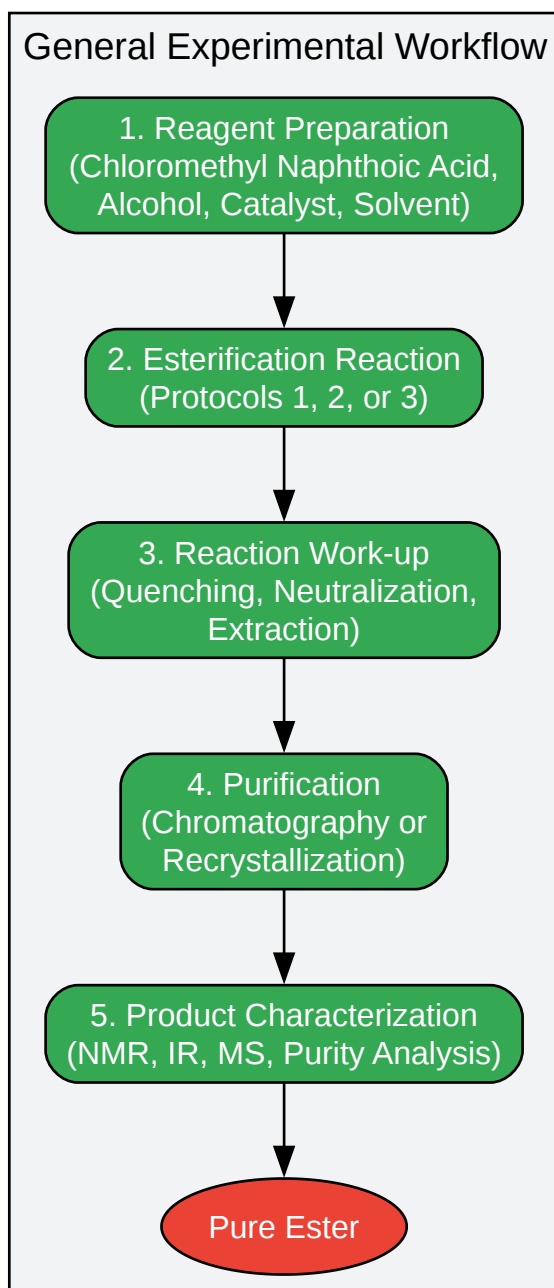 General Experimental Workflow
1. Reagent Preparation
(Chloromethyl Naphthoic Acid,
Alcohol, Catalyst, Solvent)
2. Esterification Reaction
(Protocols 1, 2, or 3)
3. Reaction Work-up
(Quenching, Neutralization,
Extraction)
4. Purification
(Chromatography or
Recrystallization)
5. Product Characterization
(NMR, IR, MS, Purity Analysis)
Pure Ester